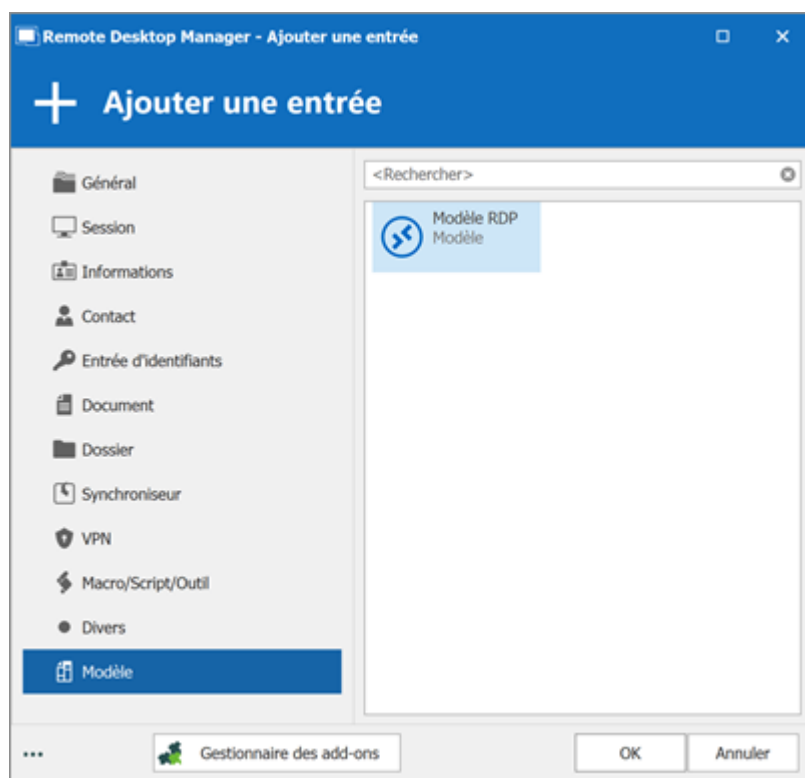 Remote Desktop Manager - Ajouter une entrée
Ajouter une entrée
Général
Session
Informations
Contact
Entrée d'identifiants
Document
Dossier
Synchroniseur
VPN
Macro/Script/Outil
Divers
Modèle
<Rechercher>
Modèle RDP
Modèle
Gestionnaire des add-ons
OK
Annuler